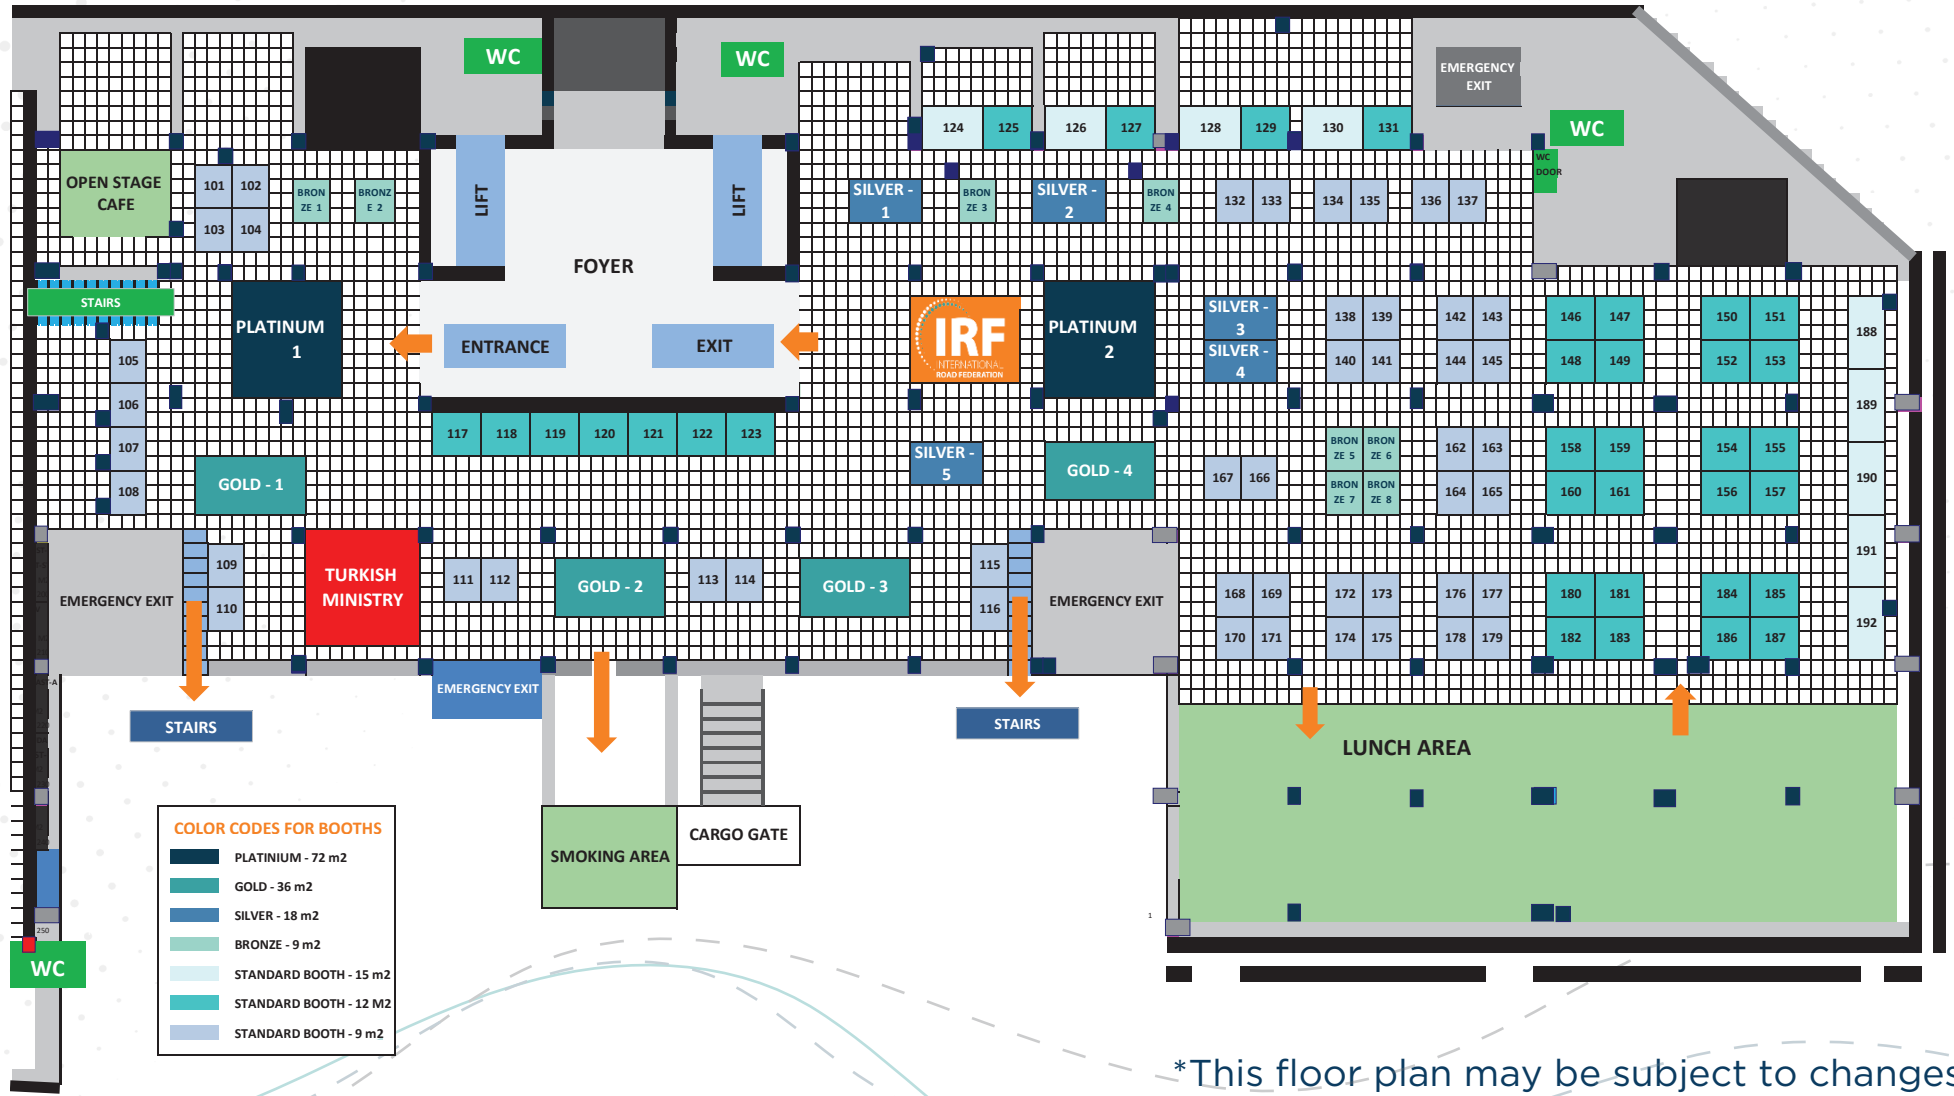 WC
WC
EMERGENCY
EXIT
WC
WC
DOOR
124
125
126
127
128
129
130
131
OPEN STAGE
CAFE
101
102
103
104
BRON
ZE 1
BRONZ
E 2
LIFT
LIFT
FOYER
SILVER -
1
BRON
ZE 3
SILVER -
2
BRON
ZE 4
132
133
134
135
136
137
STAIRS
PLATINUM
1
ENTRANCE
EXIT
IRF
INTERNATIONAL
ROAD FEDERATION
PLATINUM
2
SILVER -
3
SILVER -
4
138
139
140
141
142
143
144
145
146
147
148
149
150
151
152
153
188
189
190
191
192
105
106
107
108
117
118
119
120
121
122
123
GOLD - 1
SILVER -
5
GOLD - 4
167
166
BRON
ZE 5
BRON
ZE 6
BRON
ZE 7
BRON
ZE 8
162
163
164
165
158
159
160
161
154
155
156
157
EMERGENCY EXIT
109
110
TURKISH
MINISTRY
111
112
GOLD - 2
113
114
GOLD - 3
115
116
EMERGENCY EXIT
168
169
170
171
172
173
174
175
176
177
178
179
180
181
182
183
184
185
186
187
EMERGENCY EXIT
STAIRS
STAIRS
LUNCH AREA
SMOKING AREA
CARGO GATE
COLOR CODES FOR BOOTHS
PLATINIUM - 72 m2
GOLD - 36 m2
SILVER - 18 m2
BRONZE - 9 m2
STANDARD BOOTH - 15 m2
STANDARD BOOTH - 12 M2
STANDARD BOOTH - 9 m2
250
WC
1
*This floor plan may be subject to changes